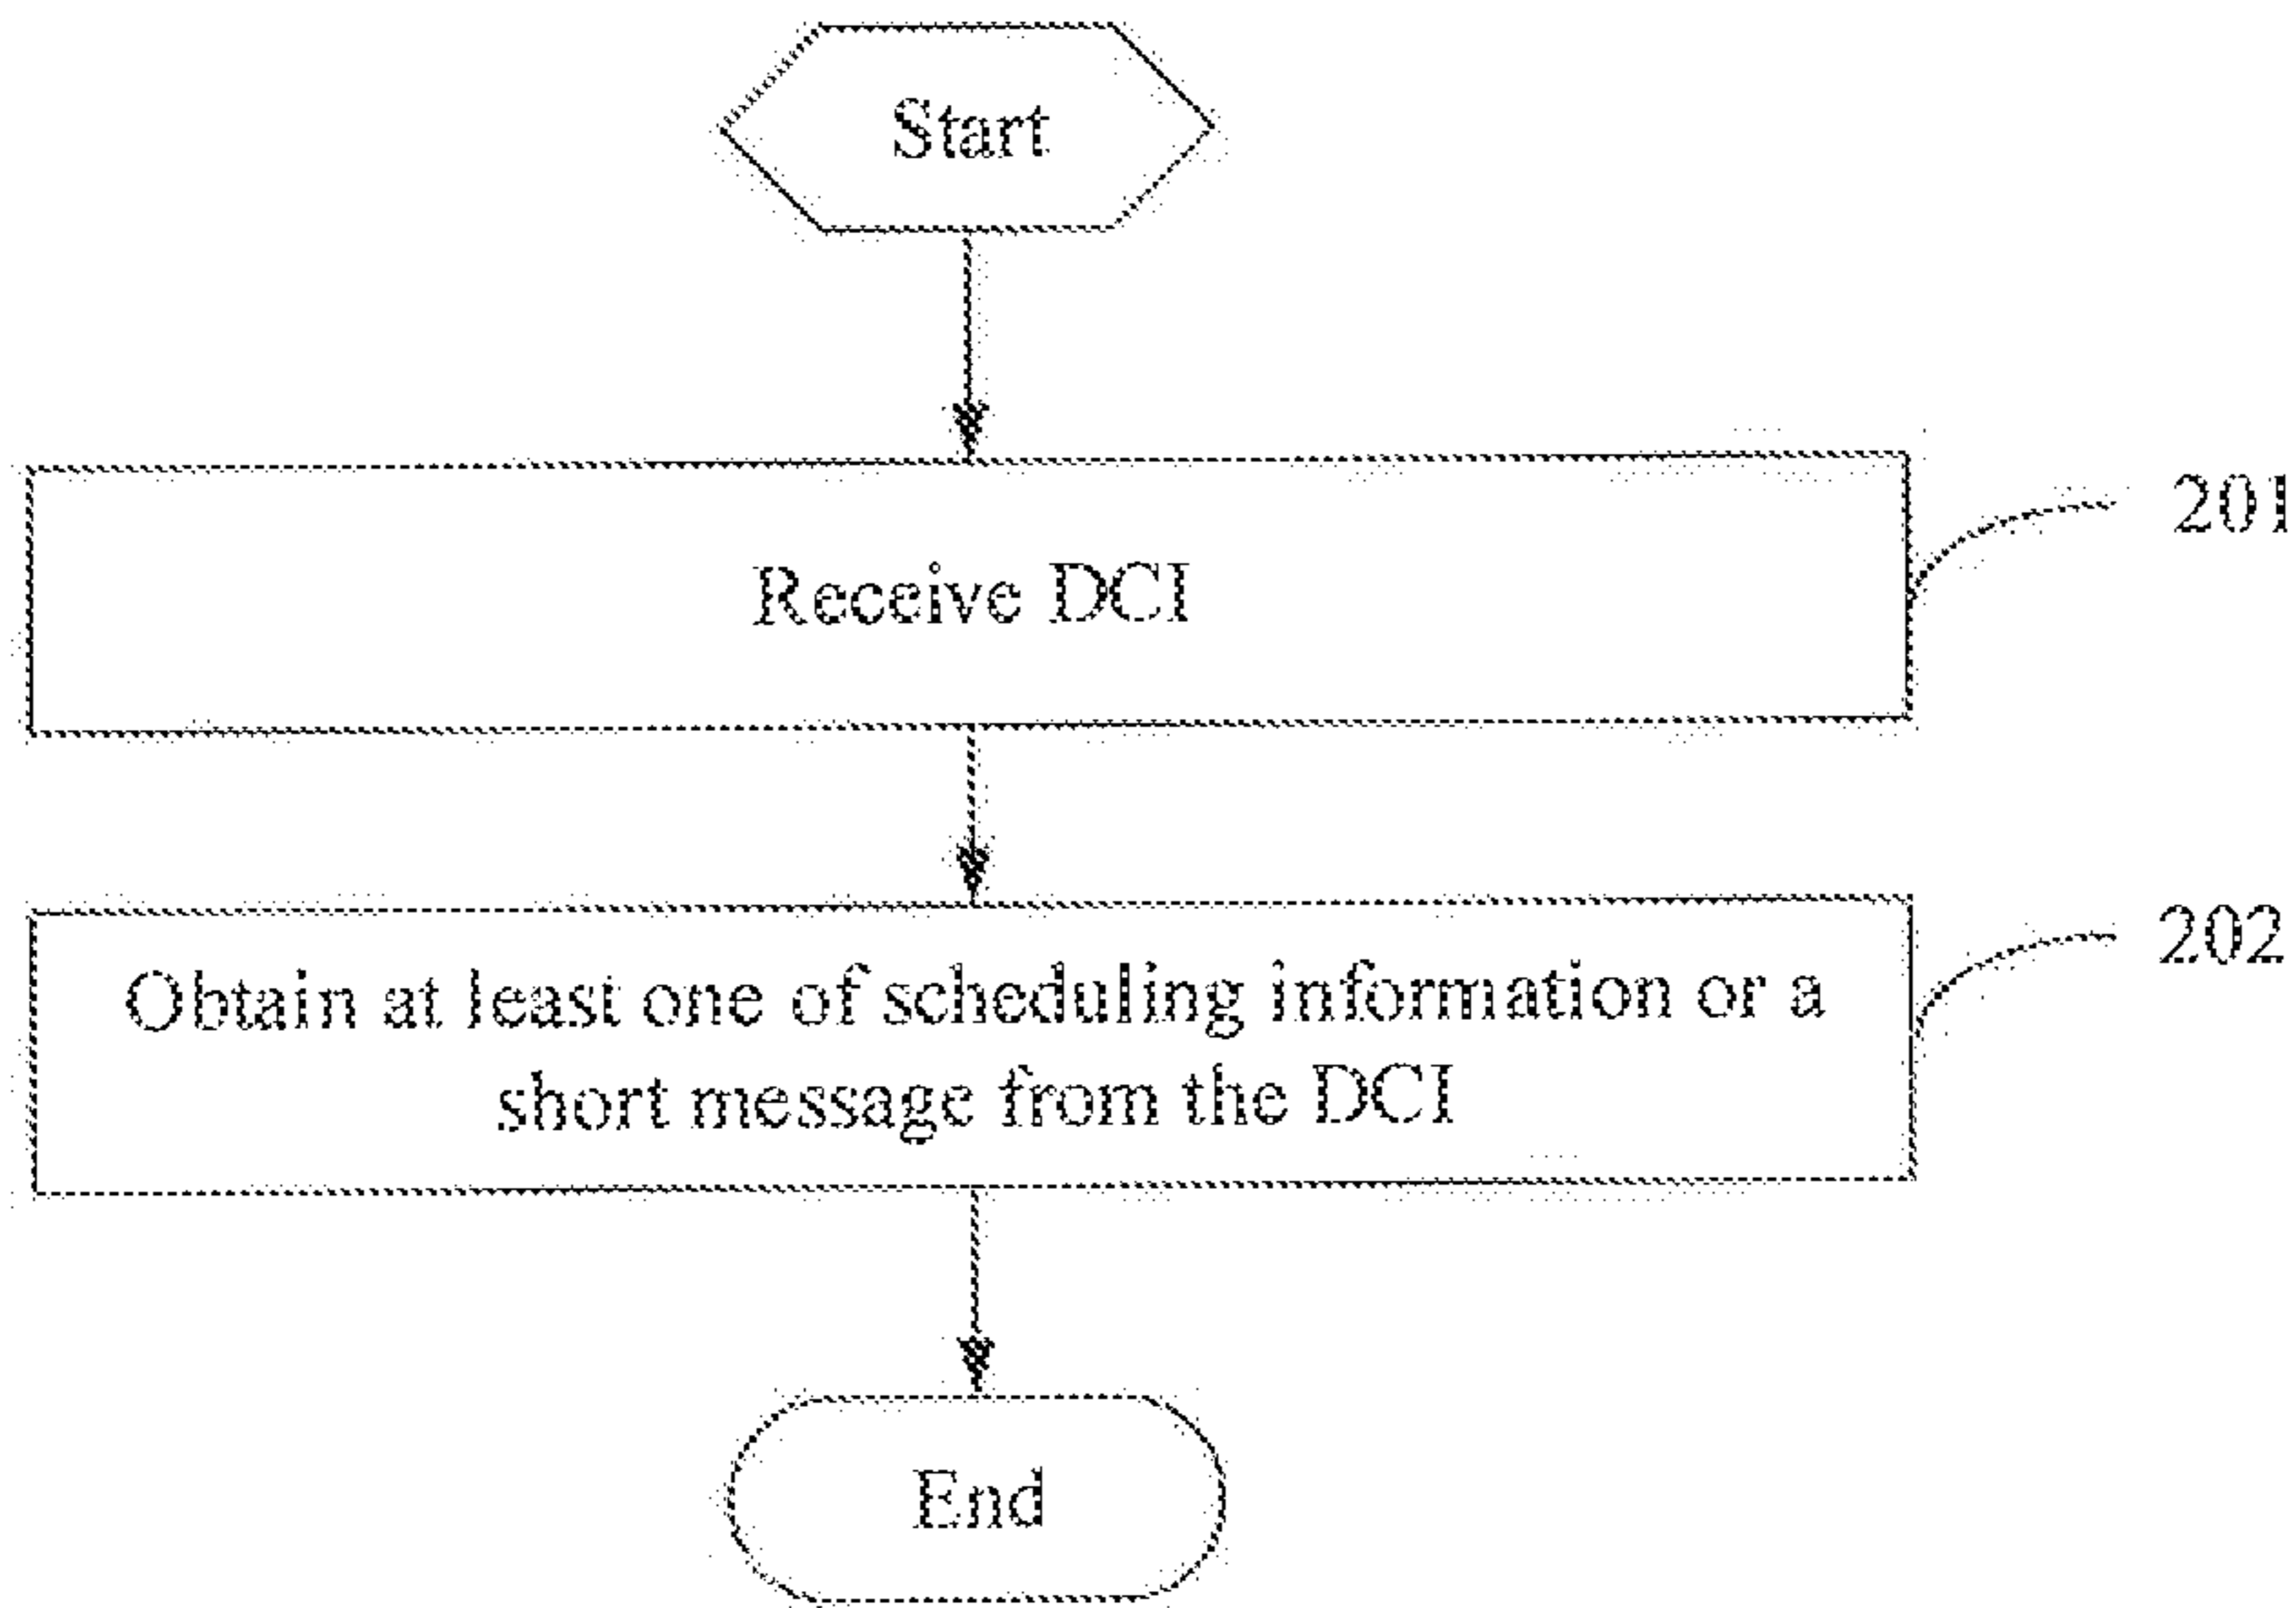 Start
Receive DCI
201
Obtain at least one of scheduling information or a
short message from the DCI
202
End